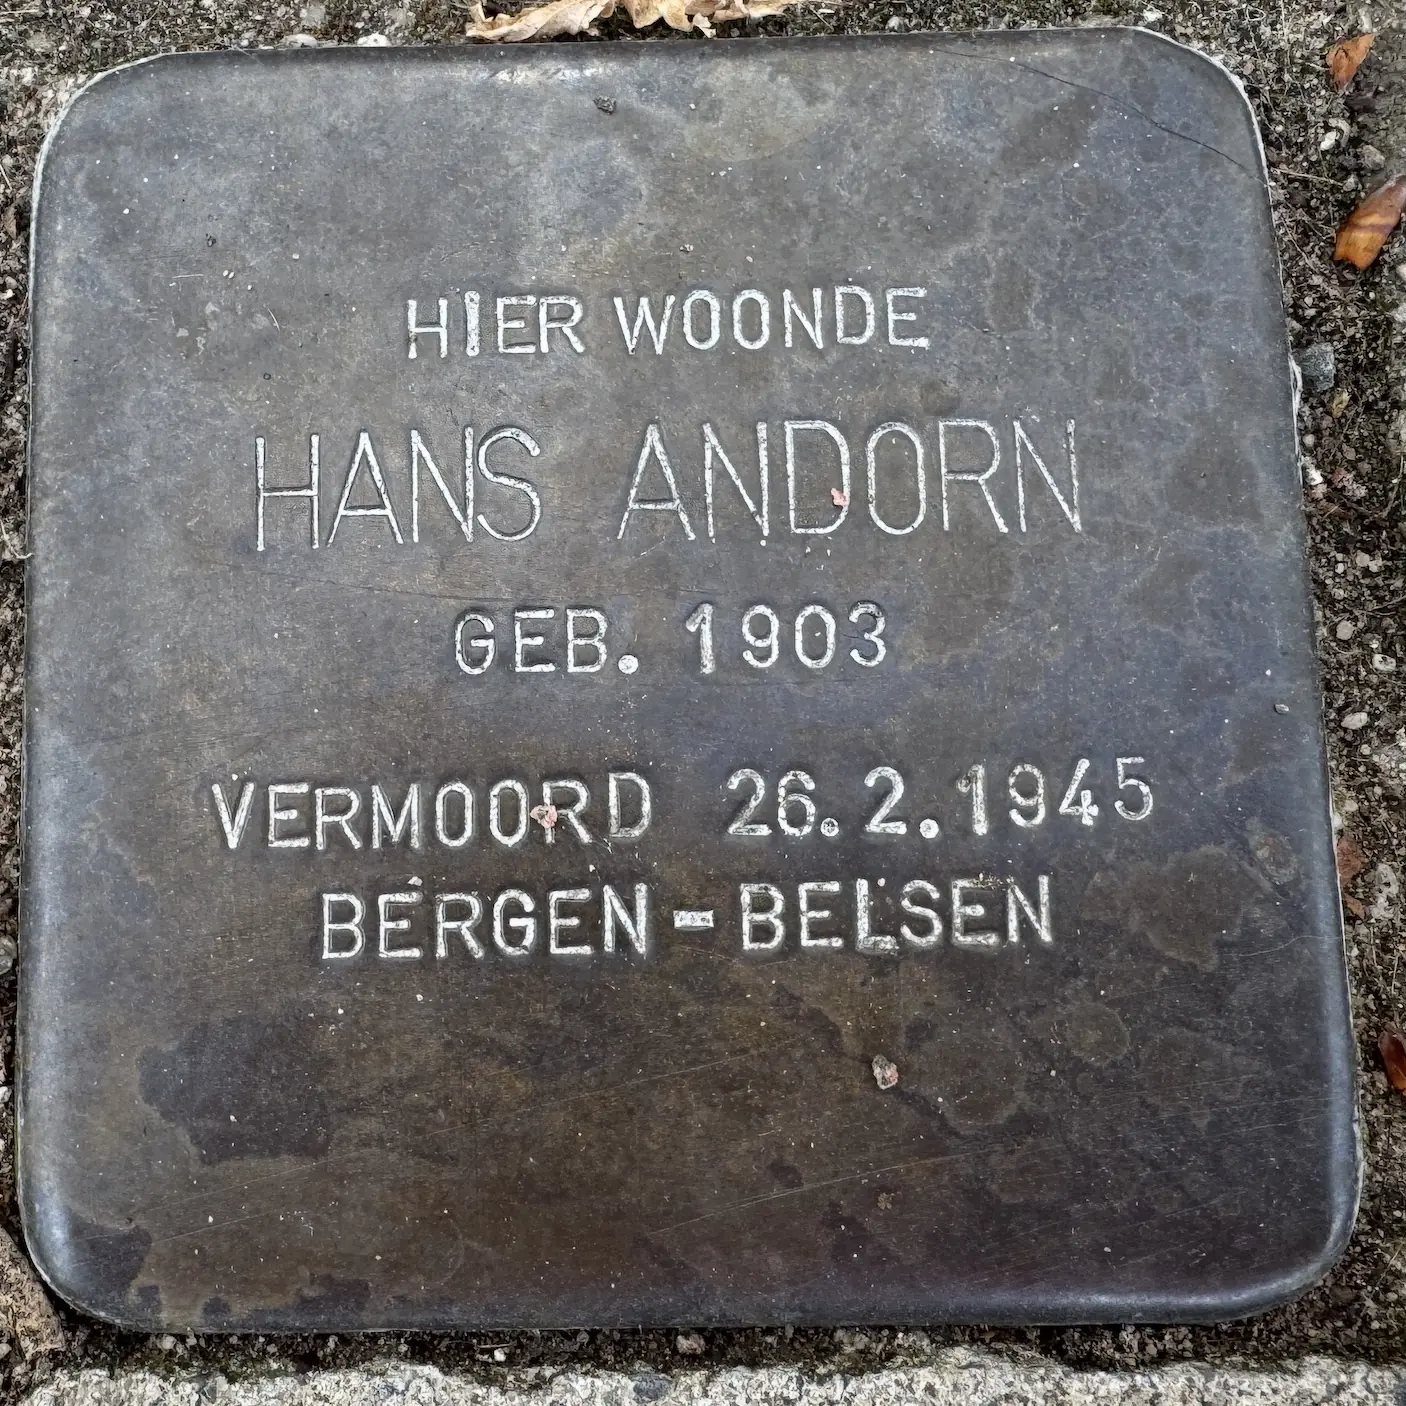 HIER WOONDE
HANS ANDORN
GEB. 1903
VERMOORD 26.2.1945
BERGEN-BELSEN